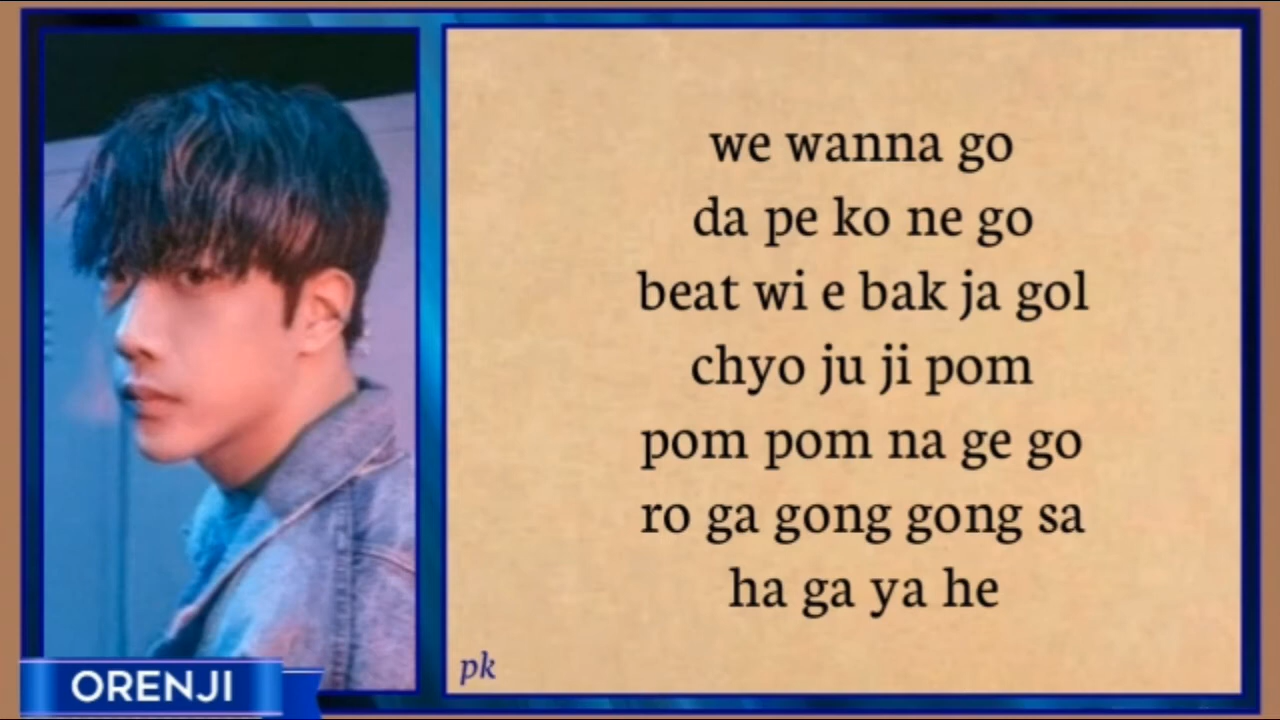 we wanna go
da pe ko ne go
beat wi e bak ja gol
chyo ju ji pom
pom pom na ge go
ro ga gong gong sa
ha ga ya he
pk
ORENJI